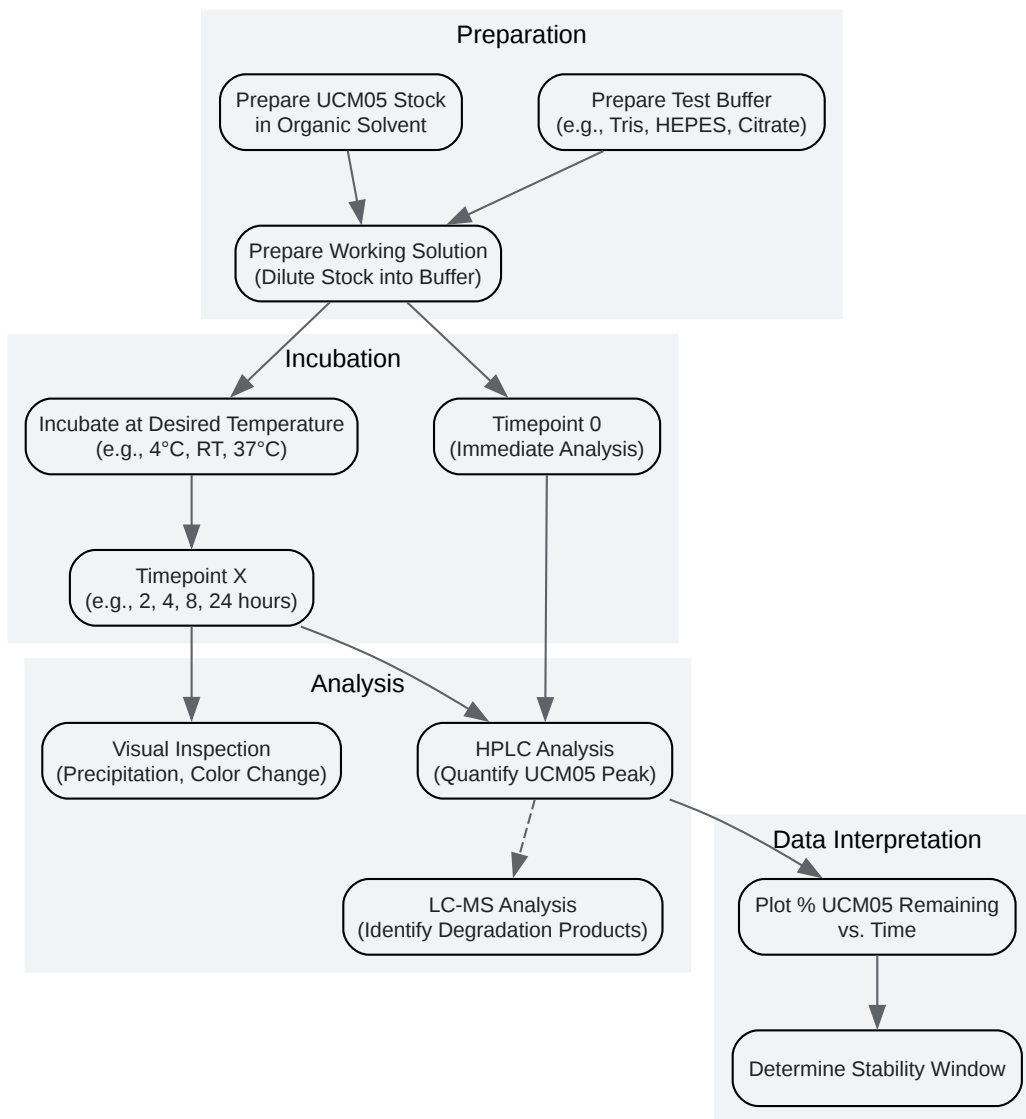 Preparation
Prepare UCM05 Stock
in Organic Solvent
Prepare Test Buffer
(e.g., Tris, HEPES, Citrate)
Prepare Working Solution
(Dilute Stock into Buffer)
Incubation
Incubate at Desired Temperature
(e.g., 4°C, RT, 37°C)
Timepoint 0
(Immediate Analysis)
Timepoint X
(e.g., 2, 4, 8, 24 hours)
Analysis
Visual Inspection
(Precipitation, Color Change)
HPLC Analysis
(Quantify UCM05 Peak)
LC-MS Analysis
(Identify Degradation Products)
Data Interpretation
Plot % UCM05 Remaining
vs. Time
Determine Stability Window